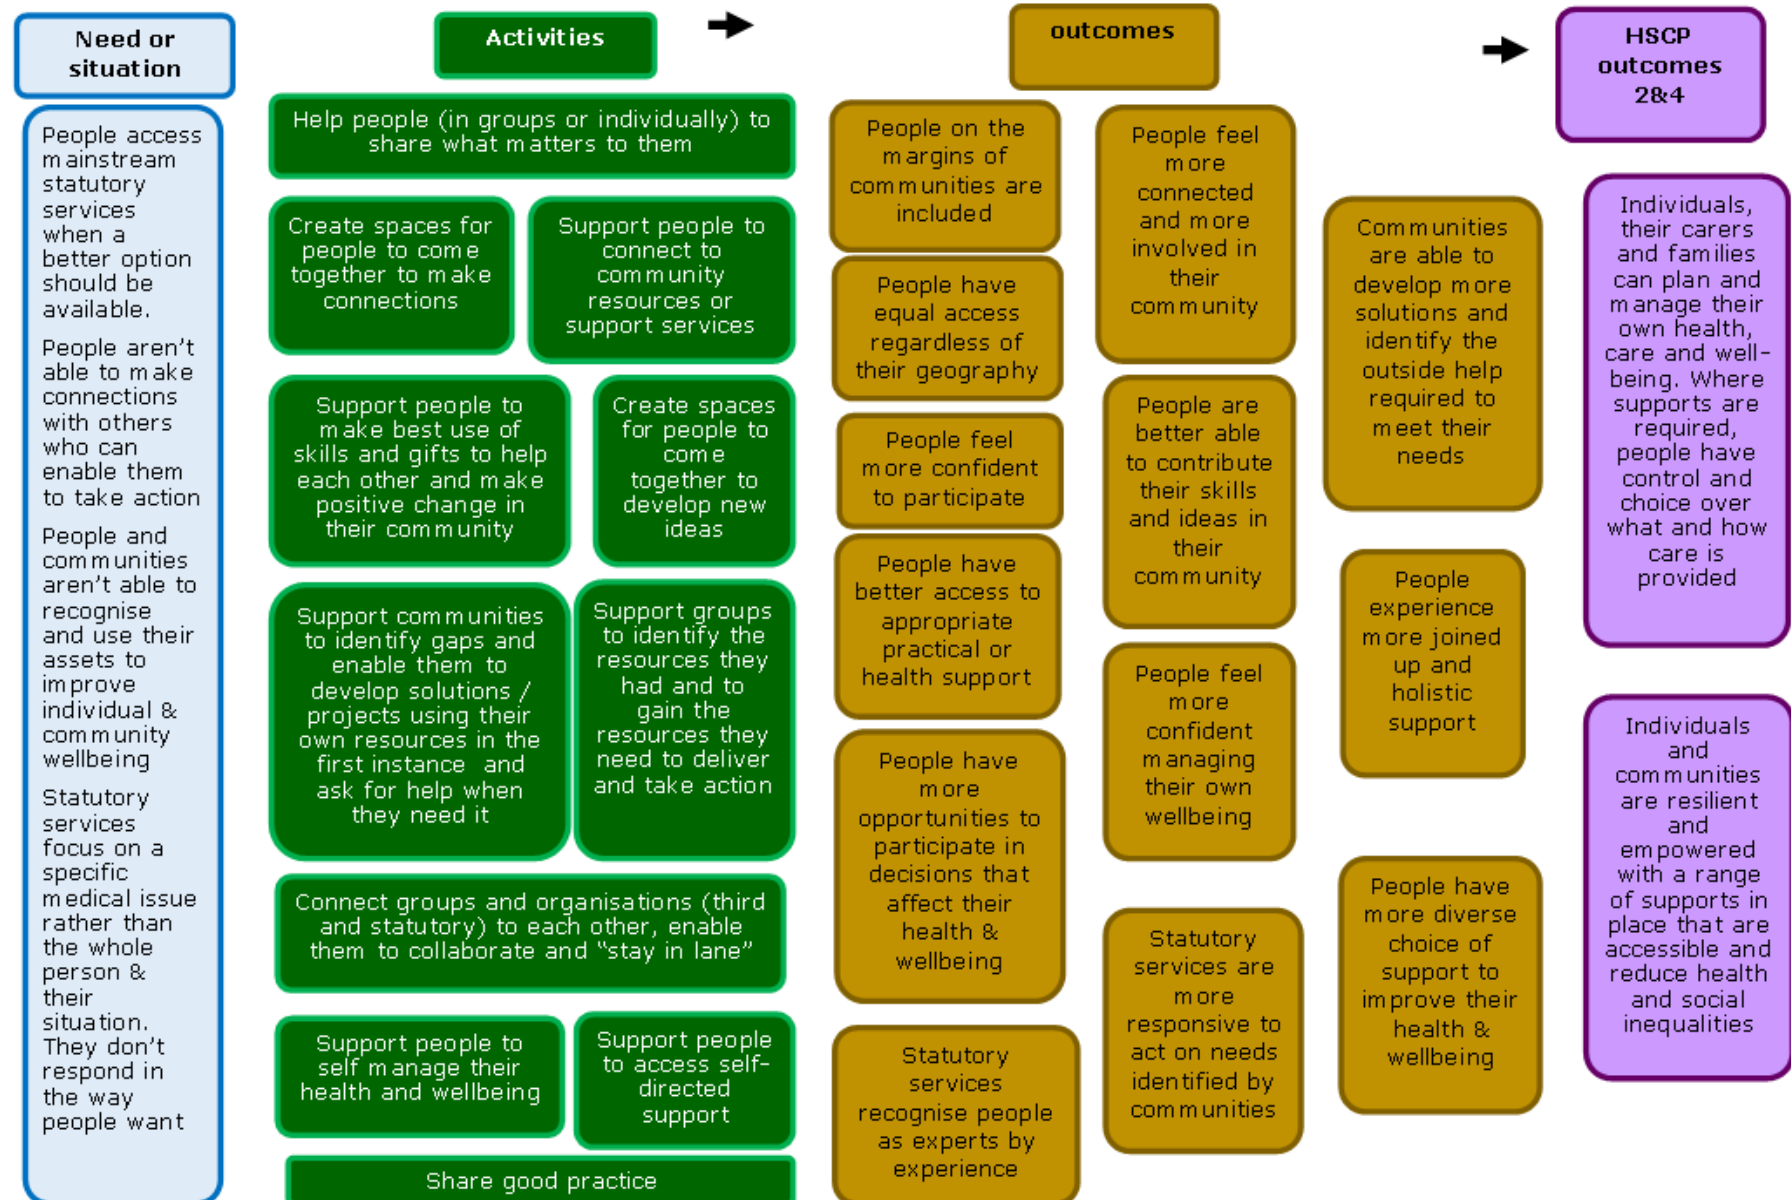 Need or
situation
People access
mainstream
statutory
services
when a
better option
should be
available.
People aren't
able to make
connections
with others
who can
enable them
to take action
People and
communities
aren't able to
recognise
and use their
assets to
improve
individual &
community
wellbeing
Statutory
services
focus on a
specific
medical issue
rather than
the whole
person &
their
situation.
They don't
respond in
the way
people want
Activities
Help people (in groups or individually) to
share what matters to them
Create spaces for
people to come
together to make
connections
Support people to
connect to
community
resources or
support services
Support people to
make best use of
skills and gifts to help
each other and make
positive change in
their community
Create spaces
for people to
come
together to
develop new
ideas
Support communities
to identify gaps and
enable them to
develop solutions /
projects using their
own resources in the
first instance and
ask for help when
they need it
Support groups
to identify the
resources they
had and to
gain the
resources they
need to deliver
and take action
Connect groups and organisations (third
and statutory) to each other, enable
them to collaborate and "stay in lane"
Support people to
self manage their
health and wellbeing
Support people
to access self-
directed
support
Share good practice
outcomes
People on the
margins of
communities are
included
People have
equal access
regardless of
their geography
People feel
more confident
to participate
People have
better access to
appropriate
practical or
health support
People have
more
opportunities to
participate in
decisions that
affect their
health &
wellbeing
Statutory
services
recognise people
as experts by
experience
People feel
more
connected
and more
involved in
their
community
People are
better able
to contribute
their skills
and ideas in
their
community
People feel
more
confident
managing
their own
wellbeing
Statutory
services are
more
responsive to
act on needs
identified by
communities
Communities
are able to
develop more
solutions and
identify the
outside help
required to
meet their
needs
People
experience
more joined
up and
holistic
support
People have
more diverse
choice of
support to
improve their
health &
wellbeing
HSCP
outcomes
2&4
Individuals,
their carers
and families
can plan and
manage their
own health,
care and well-
being. Where
supports are
required,
people have
control and
choice over
what and how
care is
provided
Individuals
and
communities
are resilient
and
empowered
with a range
of supports in
place that are
accessible and
reduce health
and social
inequalities